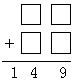 □ □
+ □ □
1 4 9